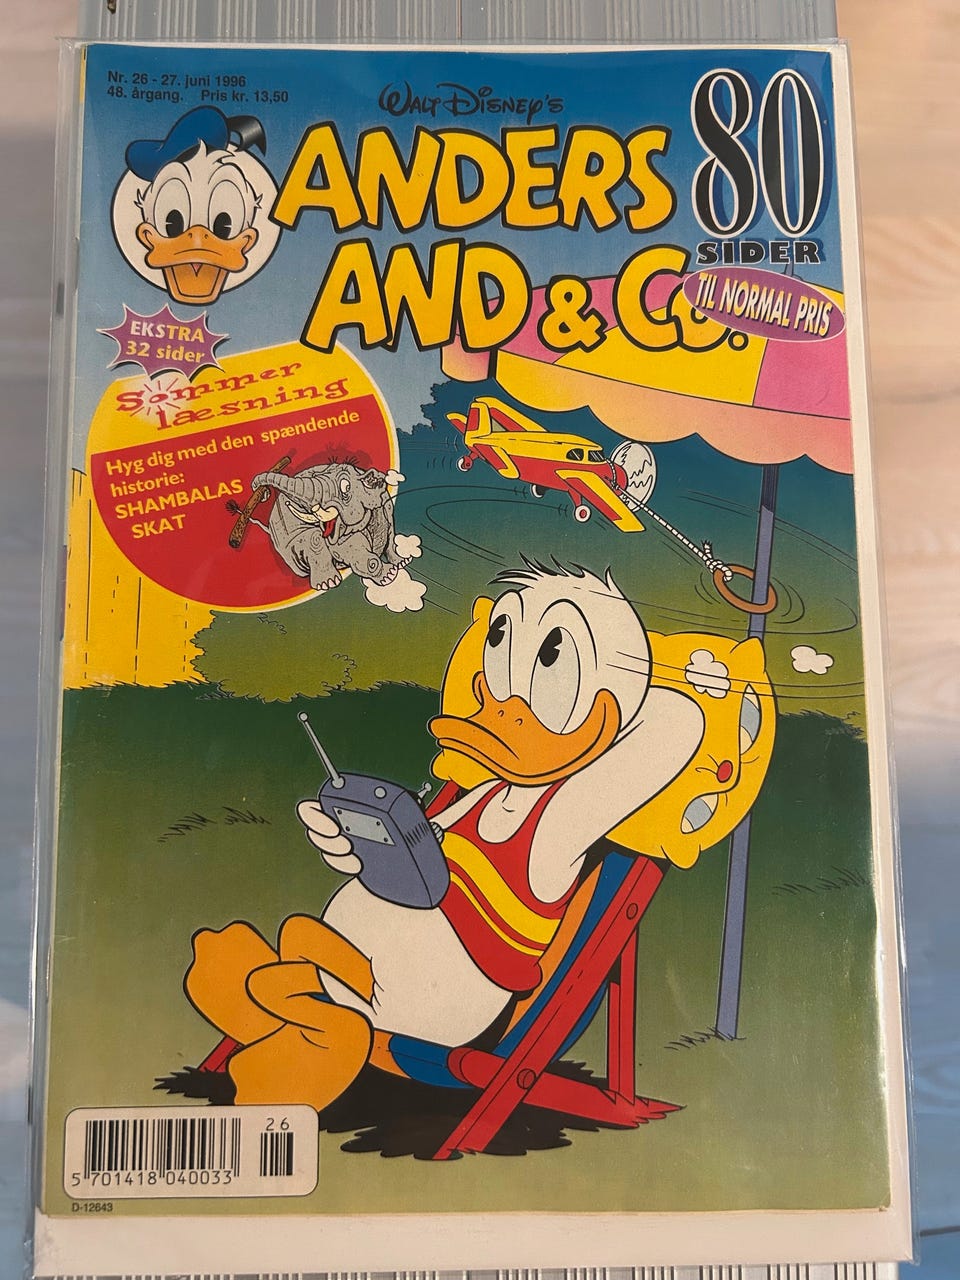 Nr. 26 - 27. juni 1996
48. årgang. Pris kr. 13,50
WALT DISNEY'S
ANDERS
AND & Co.
80
SIDER
TIL NORMAL PRIS
EKSTRA
32 sider
Sommer
læsning
Hyg dig med den spændende
historie:
SHAMBALAS
SKAT
26
5 701418 040033
D-12643